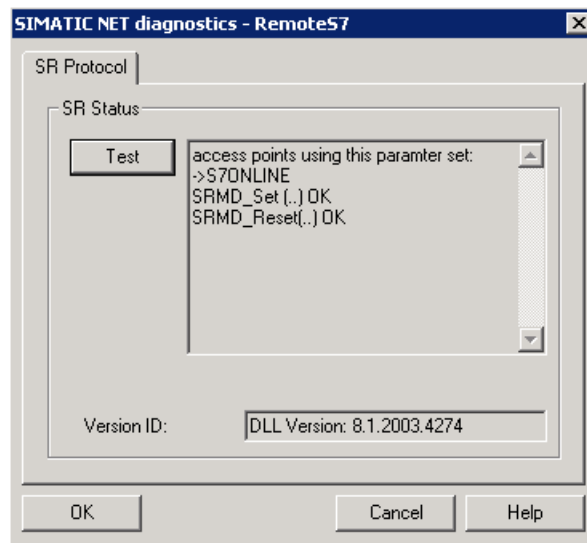 SIMATIC NET diagnostics - RemoteS7
SR Protocol
SR Status
Test
access points using this paramter set:
->S7ONLINE
SRMD_Set (..) OK
SRMD_Reset(..) OK
Version ID:
DLL Version: 8.1.2003.4274
OK
Cancel
Help